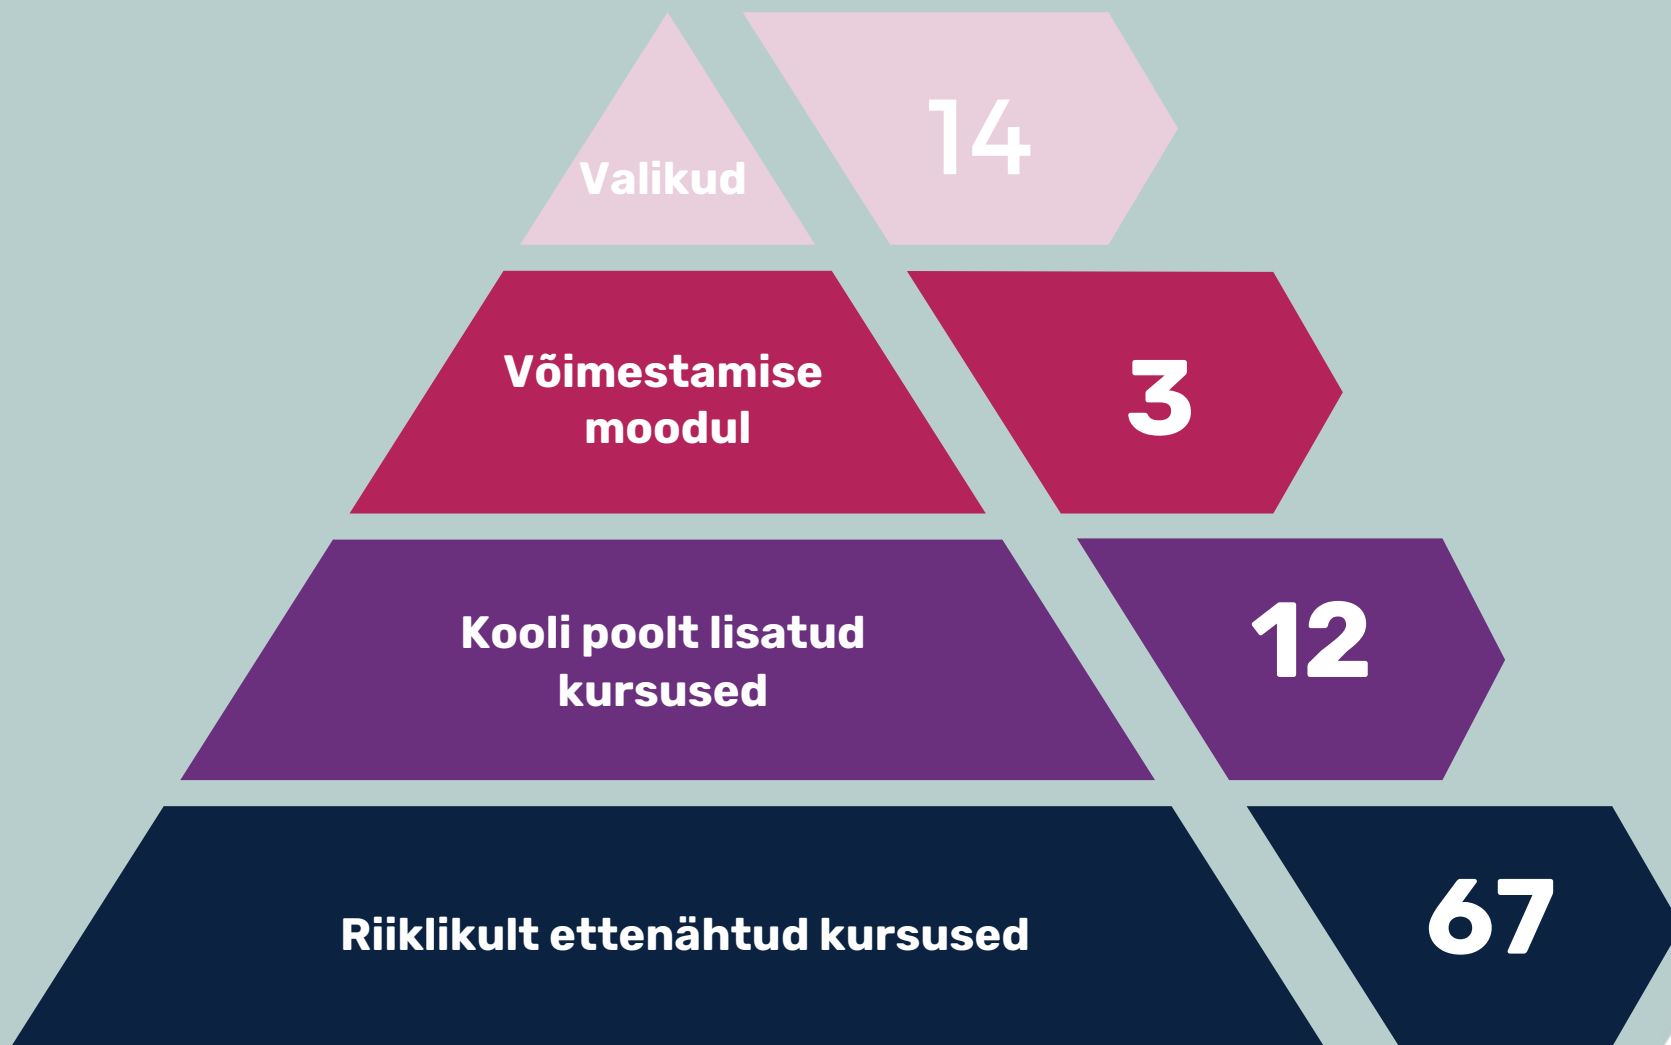 Valikud
14
Võimestamise
moodul
3
Kooli poolt lisatud
kursused
12
Riiklikult ettenähtud kursused
67